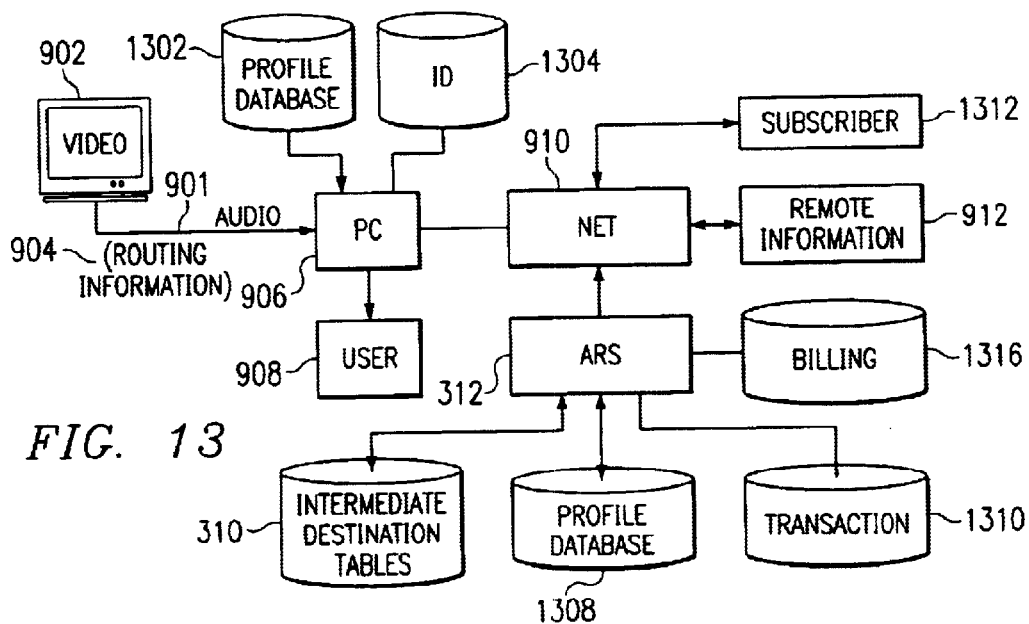 902
1302
PROFILE
DATABASE
ID
1304
VIDEO
901
AUDIO
904
(ROUTING
INFORMATION)
PC
906
910
NET
SUBSCRIBER
1312
REMOTE
INFORMATION
912
USER
908
ARS
312
BILLING
1316
FIG. 13
INTERMEDIATE
DESTINATION
TABLES
310
PROFILE
DATABASE
1308
TRANSACTION
1310